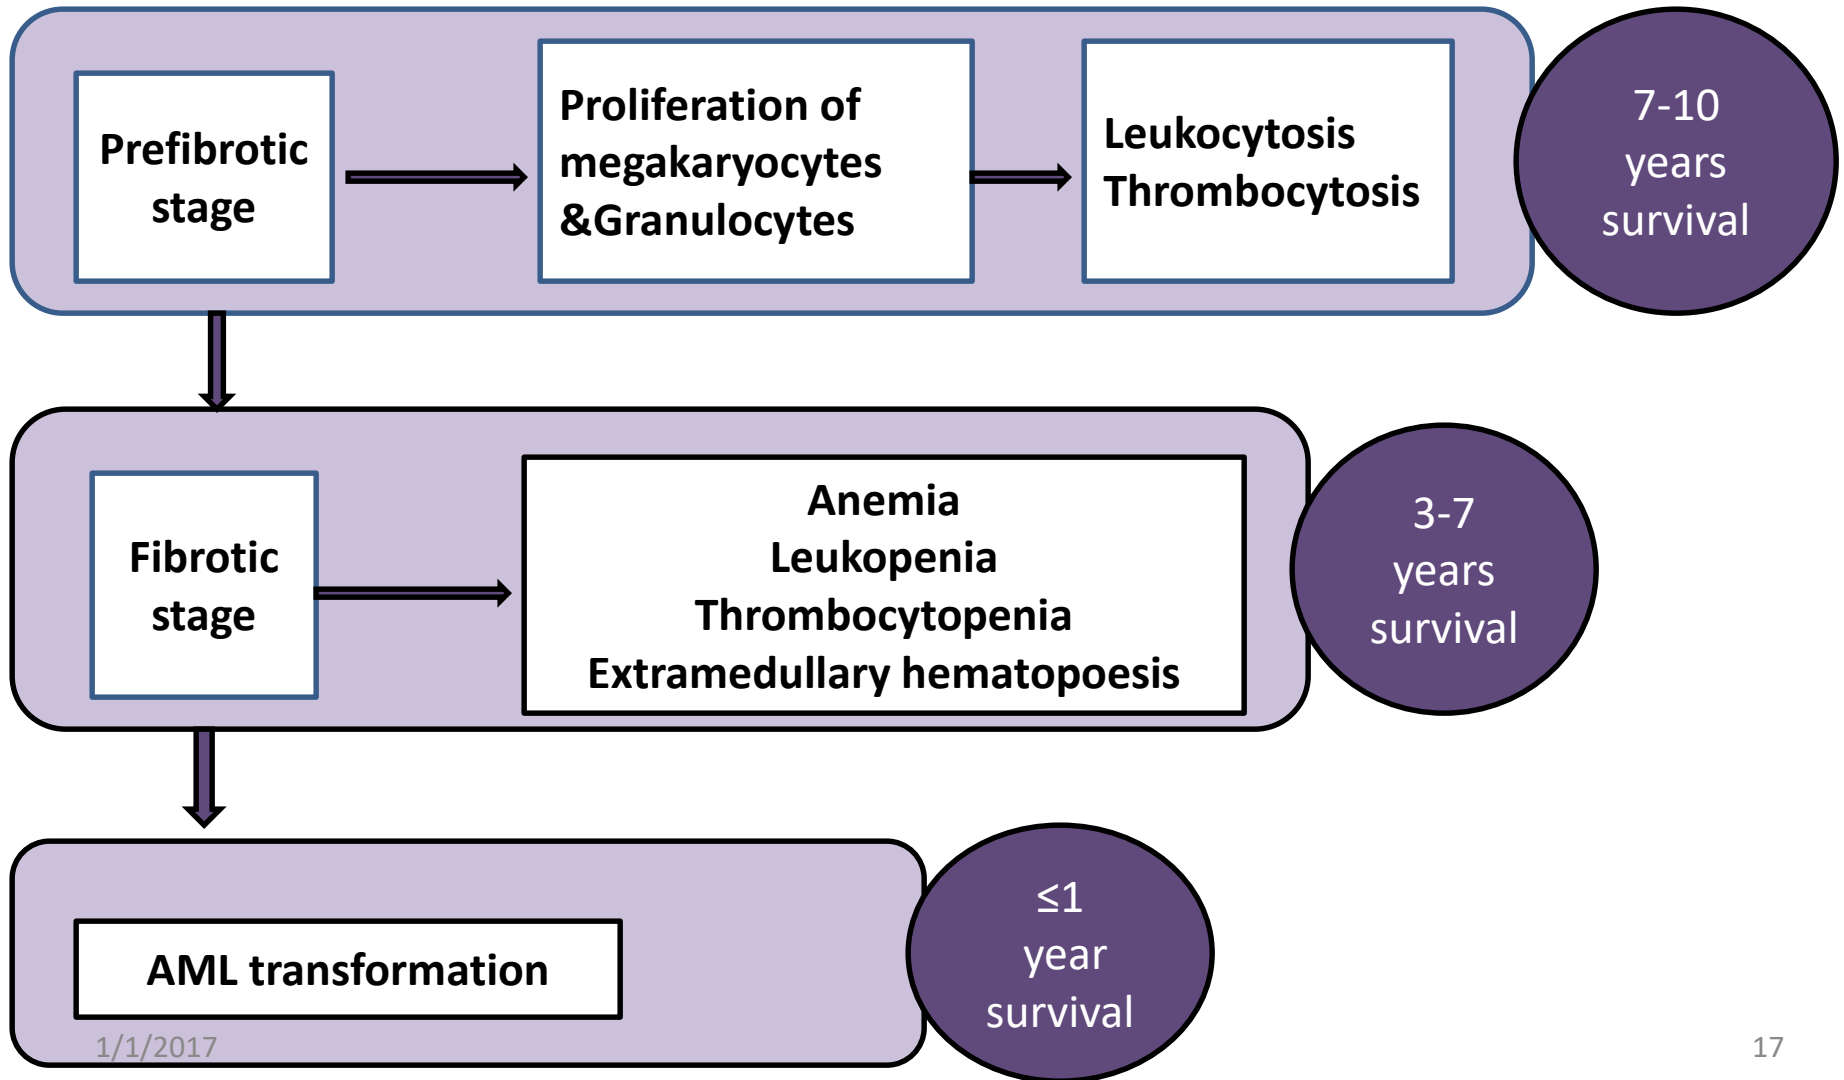 Prefibrotic
stage
Proliferation of
megakaryocytes
&Granulocytes
Leukocytosis
Thrombocytosis
7-10
years
survival
Fibrotic
stage
Anemia
Leukopenia
Thrombocytopenia
Extramedullary hematopoesis
3-7
years
survival
AML transformation
≤1
year
survival
1/1/2017
17